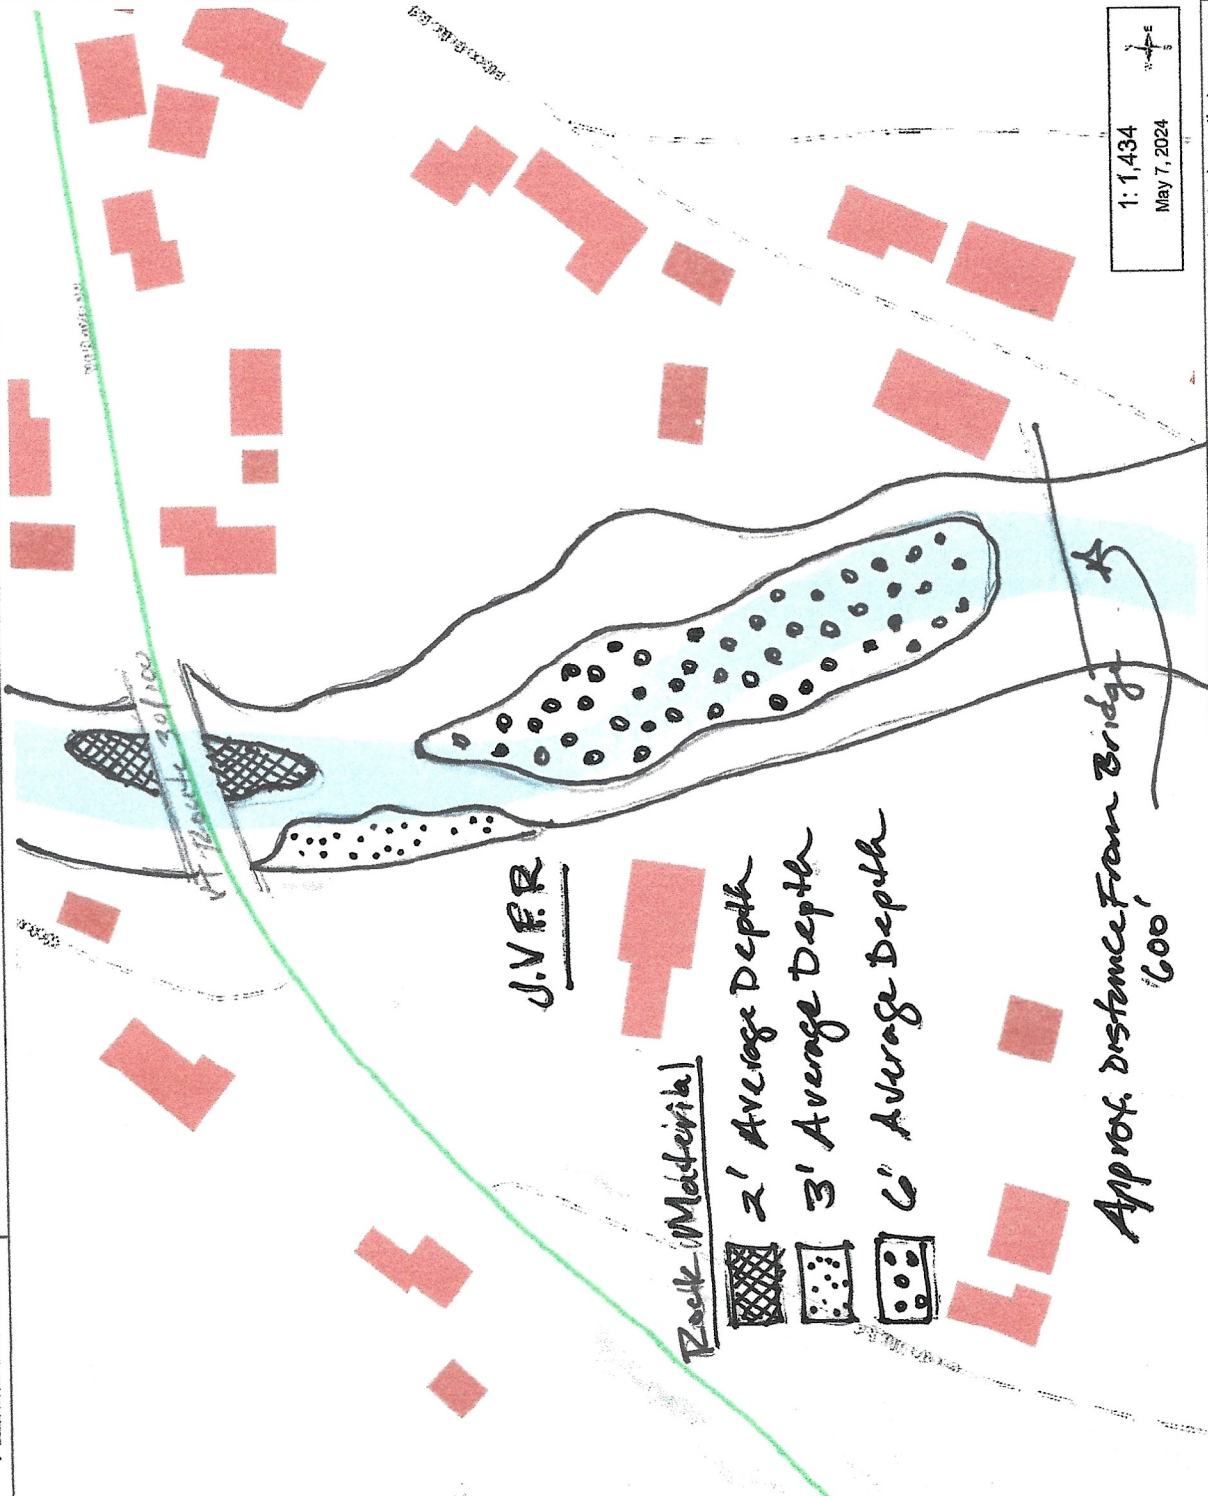 1: 1,434
May 7, 2024
VT Route 30/100
J.V.F.R
Rock Material
2' Average Depth
3' Average Depth
6' Average Depth
Approx. Distance From Bridge
600'